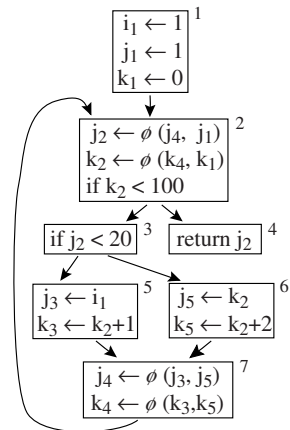 i₁ ← 1 1
j₁ ← 1
k₁ ← 0
j₂ ← ϕ (j₄, j₁) 2
k₂ ← ϕ (k₄, k₁)
if k₂ < 100
if j₂ < 20 3
return j₂ 4
j₃ ← i₁ 5
k₃ ← k₂+1
j₅ ← k₂ 6
k₅ ← k₂+2
j₄ ← ϕ (j₃, j₅) 7
k₄ ← ϕ (k₃,k₅)